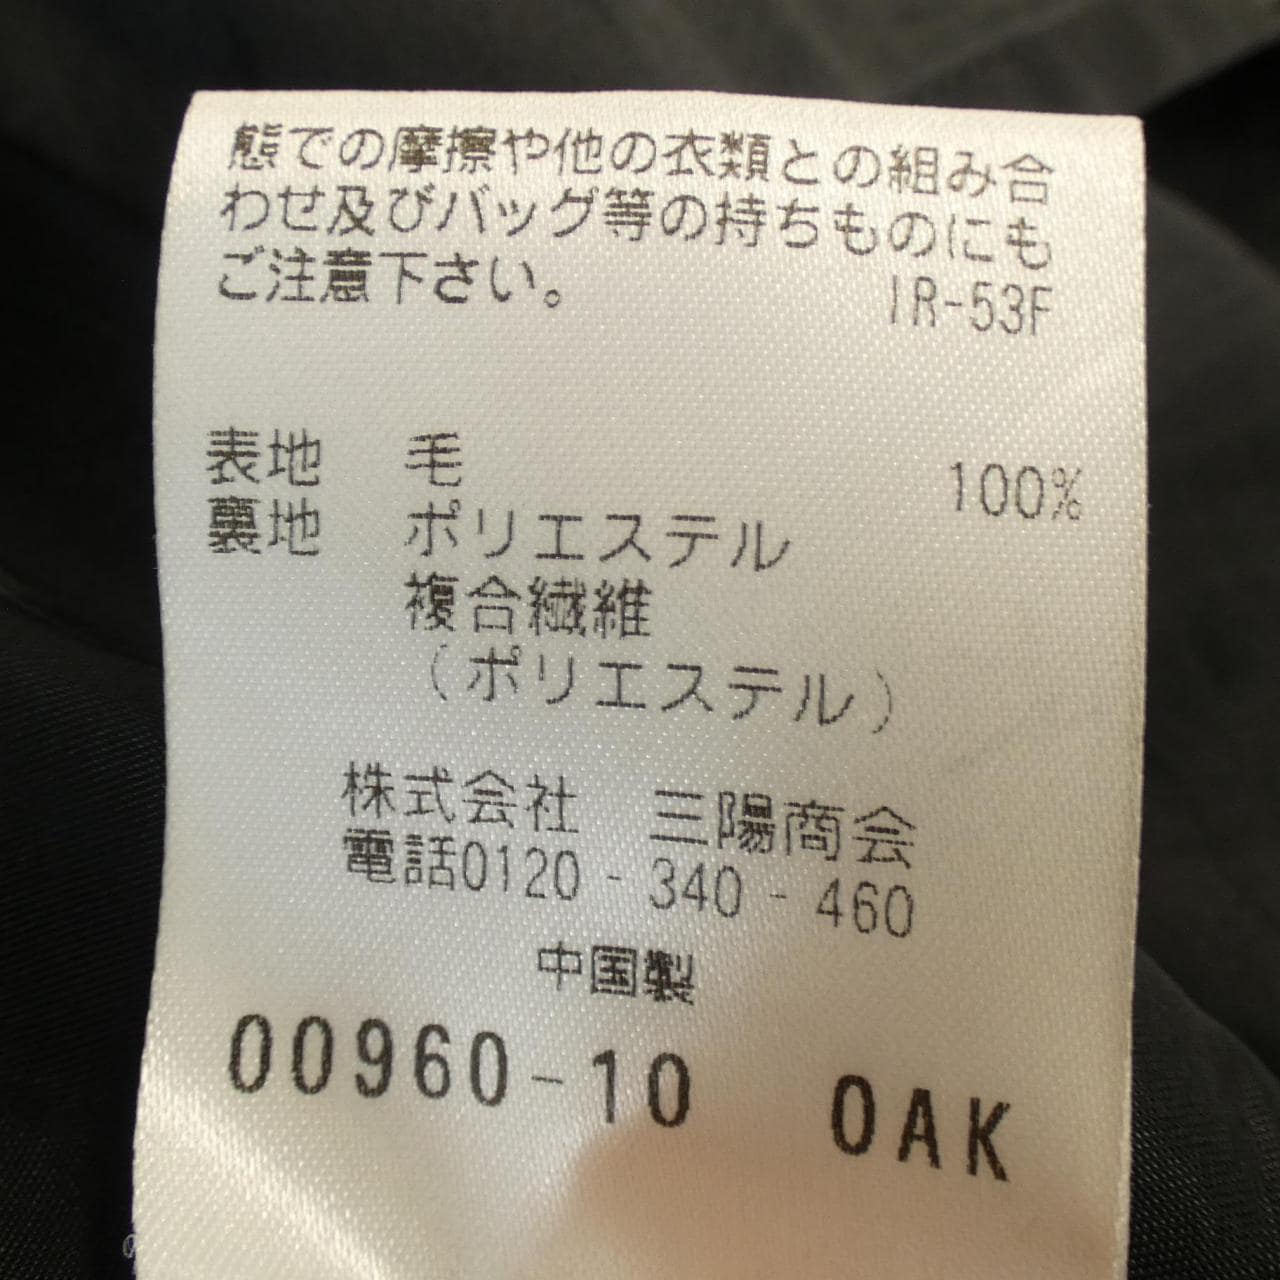 態での摩擦や他の衣類との組み合
わせ及びバッグ等の持ちものにも
ご注意下さい。
IR-53F
表地 毛 100%
裏地 ポリエステル
複合繊維
(ポリエステル)
株式会社 三陽商会
電話0120-340-460
中国製
00960-10 0AK